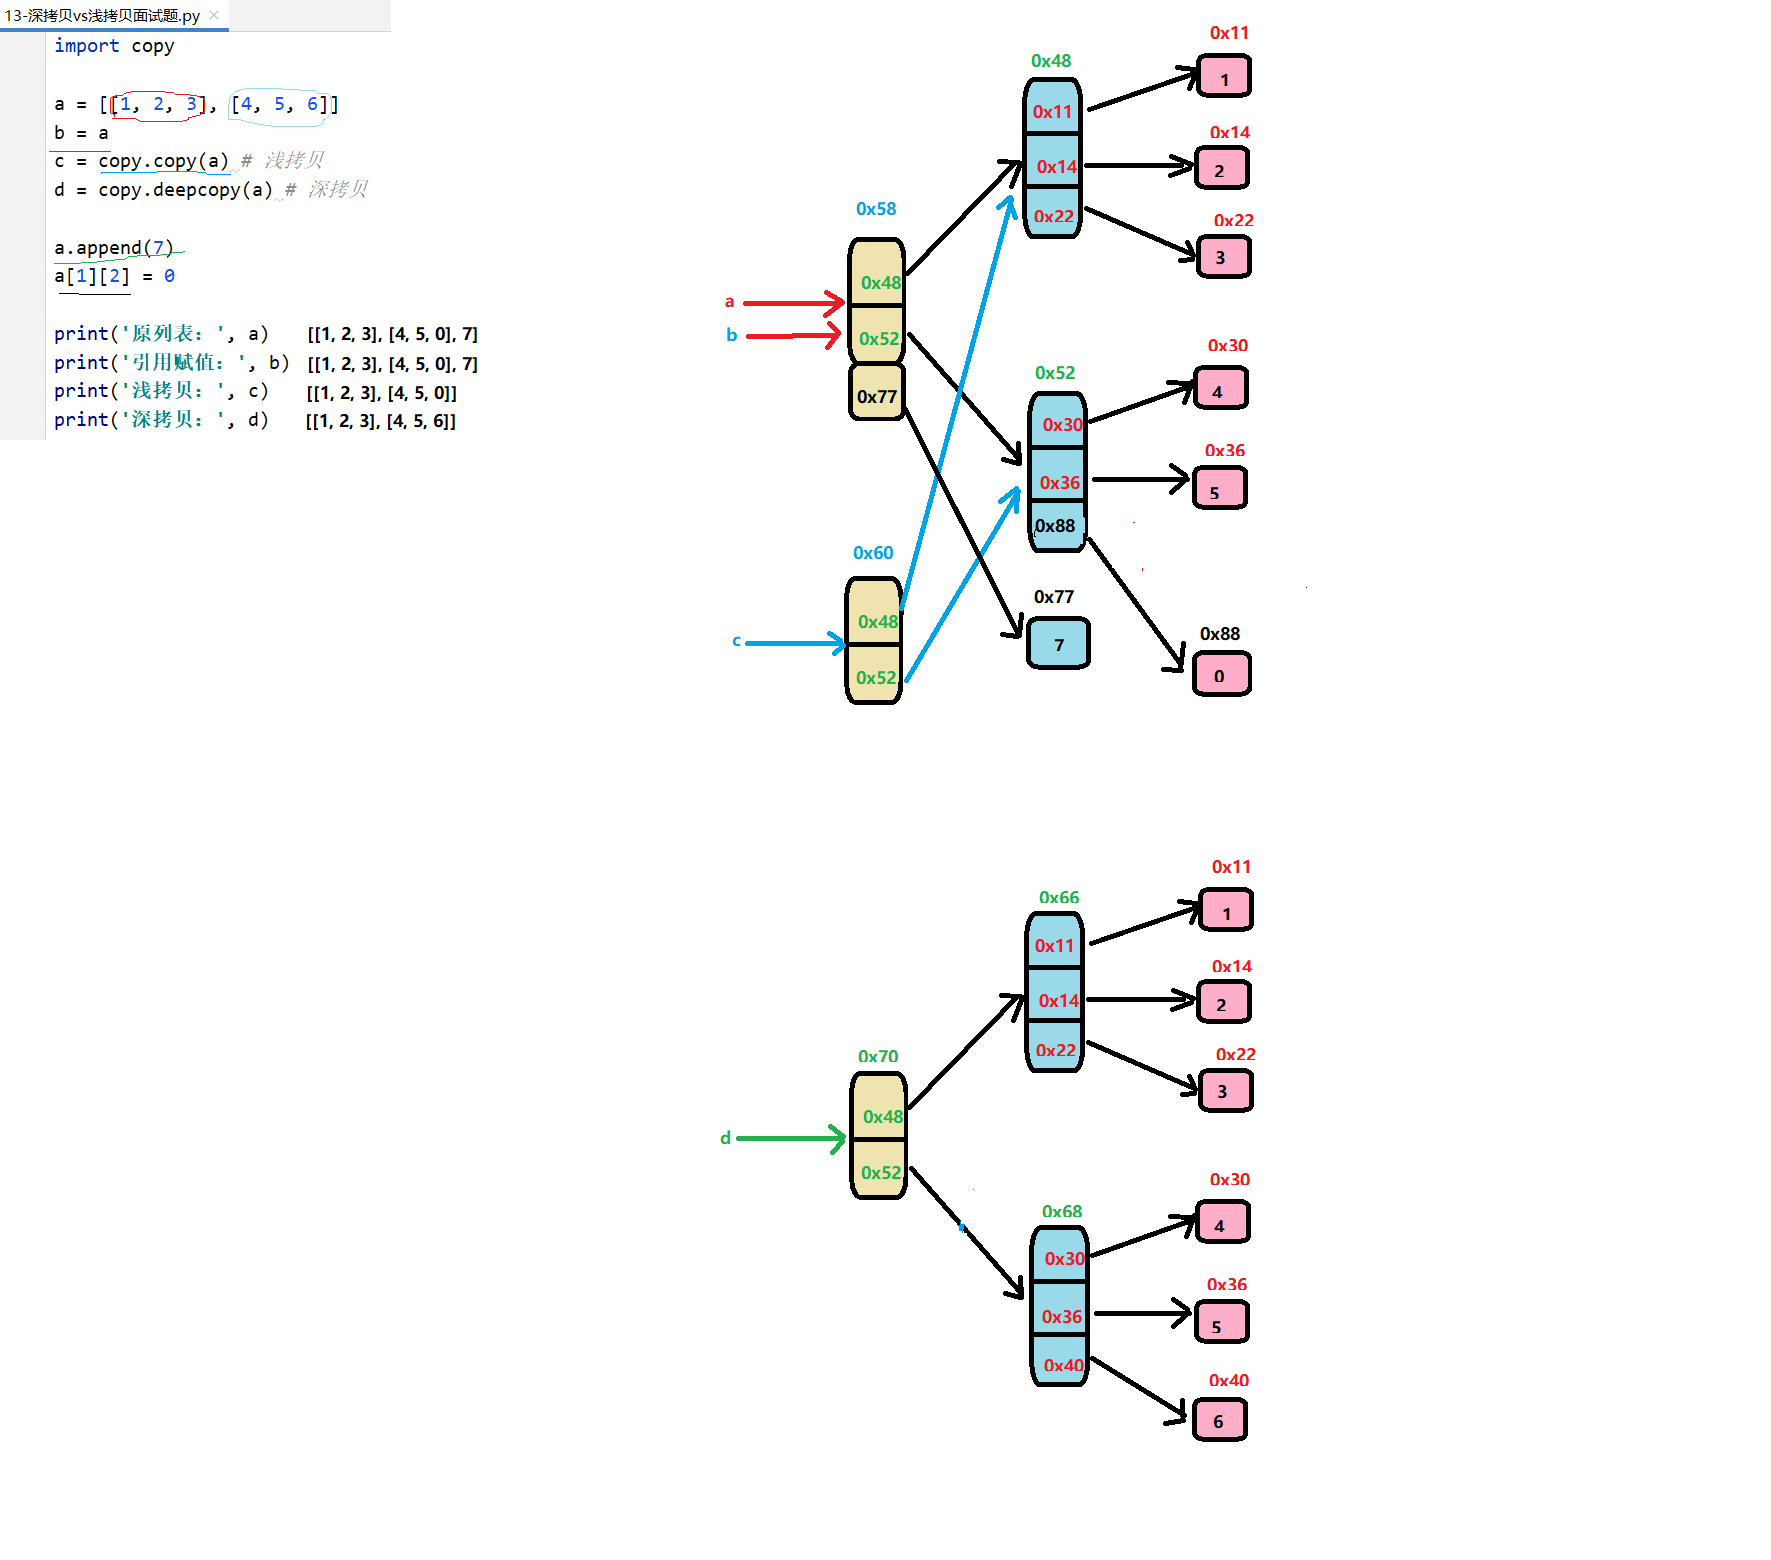 13-深拷贝vs浅拷贝面试题.py ×
import copy
a = [[1, 2, 3], [4, 5, 6]]
b = a
c = copy.copy(a) # 浅拷贝
d = copy.deepcopy(a) # 深拷贝
a.append(7)
a[1][2] = 0
print('原列表：', a) [[1, 2, 3], [4, 5, 0], 7]
print('引用赋值：', b) [[1, 2, 3], [4, 5, 0], 7]
print('浅拷贝：', c) [[1, 2, 3], [4, 5, 0]]
print('深拷贝：', d) [[1, 2, 3], [4, 5, 6]]
0x11
0x48
1
0x11
0x14
0x14
2
0x58
0x22
0x22
3
0x48
a
b
0x52
0x30
0x52
0x77
4
0x30
0x36
0x36
5
0x88
0x60
0x77
0x48
0x88
c
7
0x52
0
0x11
0x66
1
0x11
0x14
0x14
2
0x70
0x22
0x22
3
0x48
d
0x52
0x30
0x68
4
0x30
0x36
0x36
5
0x40
0x40
6